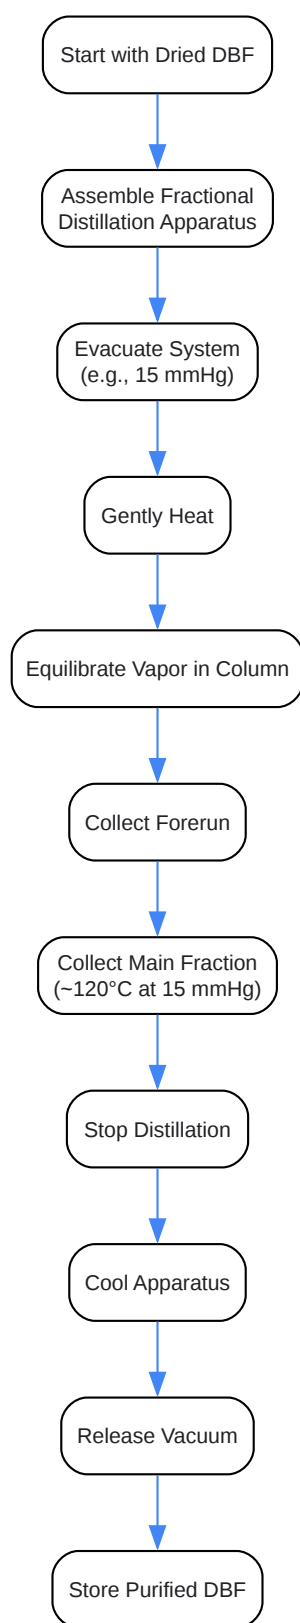 Start with Dried DBF
Assemble Fractional
Distillation Apparatus
Evacuate System
(e.g., 15 mmHg)
Gently Heat
Equilibrate Vapor in Column
Collect Forerun
Collect Main Fraction
(~120°C at 15 mmHg)
Stop Distillation
Cool Apparatus
Release Vacuum
Store Purified DBF